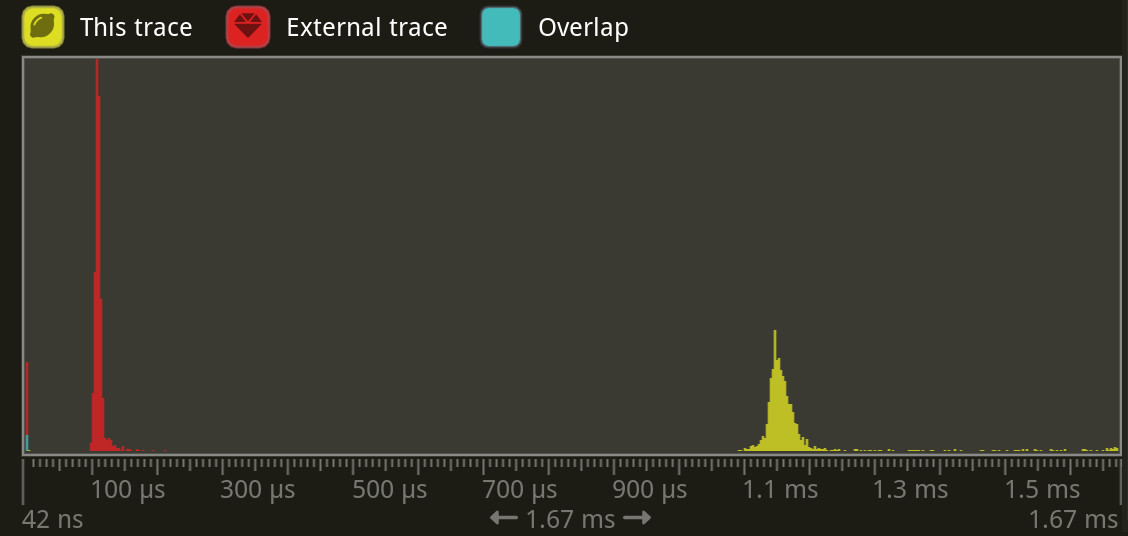 This trace External trace Overlap
100 µs 300 µs 500 µs 700 µs 900 µs 1.1 ms 1.3 ms 1.5 ms
42 ns 1.67 ms 1.67 ms